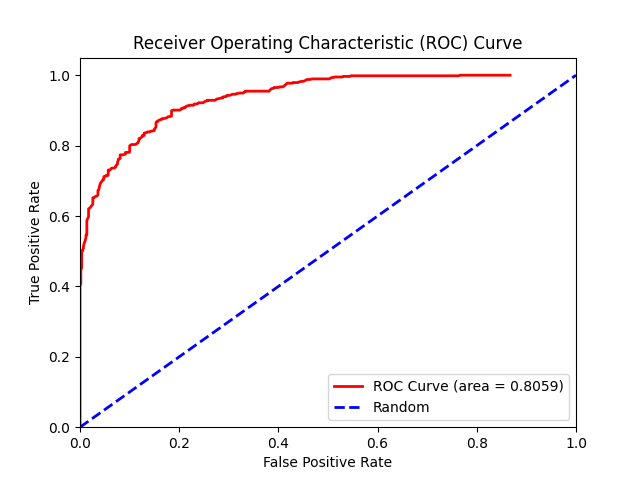 Receiver Operating Characteristic (ROC) Curve
1.0
0.8
0.6
0.4
0.2
0.0
True Positive Rate
ROC Curve (area = 0.8059)
Random
0.0 0.2 0.4 0.6 0.8 1.0
False Positive Rate